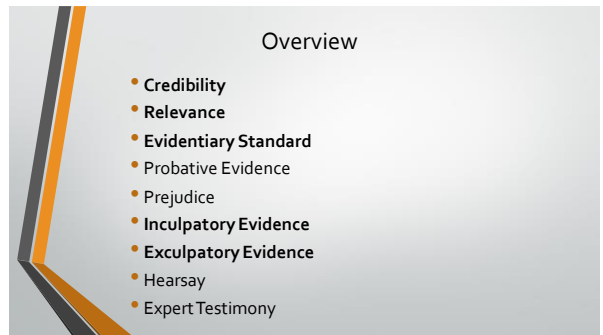 Overview
• Credibility
• Relevance
• Evidentiary Standard
• Probative Evidence
• Prejudice
• Inculpatory Evidence
• Exculpatory Evidence
• Hearsay
• Expert Testimony